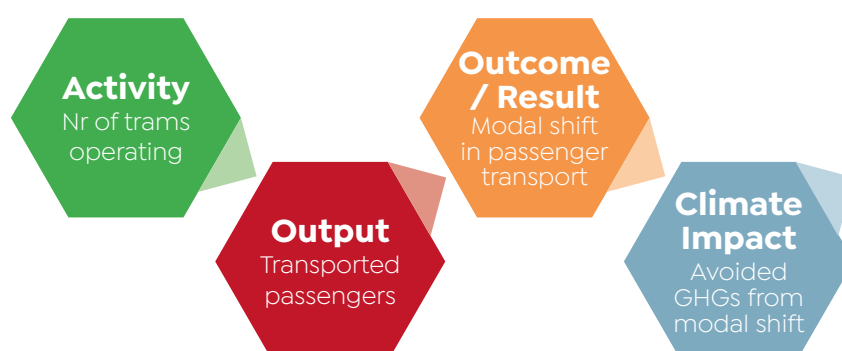 Activity
Nr of trams
operating
Output
Transported
passengers
Outcome
/ Result
Modal shift
in passenger
transport
Climate
Impact
Avoided
GHGs from
modal shift